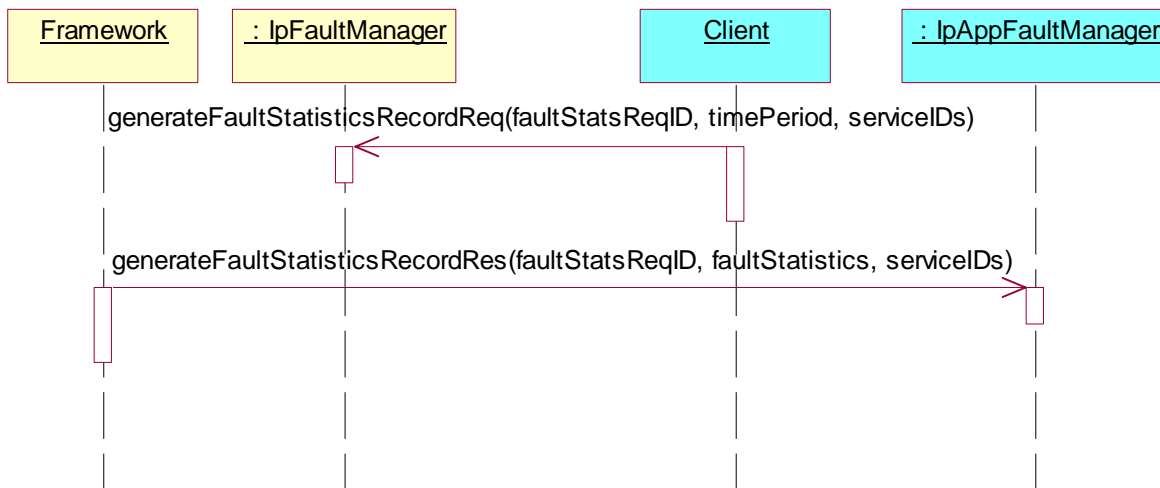 Framework
: IpFaultManager
Client
: IpAppFaultManager
generateFaultStatisticsRecordReq(faultStatsReqID, timePeriod, serviceIDs)
generateFaultStatisticsRecordRes(faultStatsReqID, faultStatistics, serviceIDs)